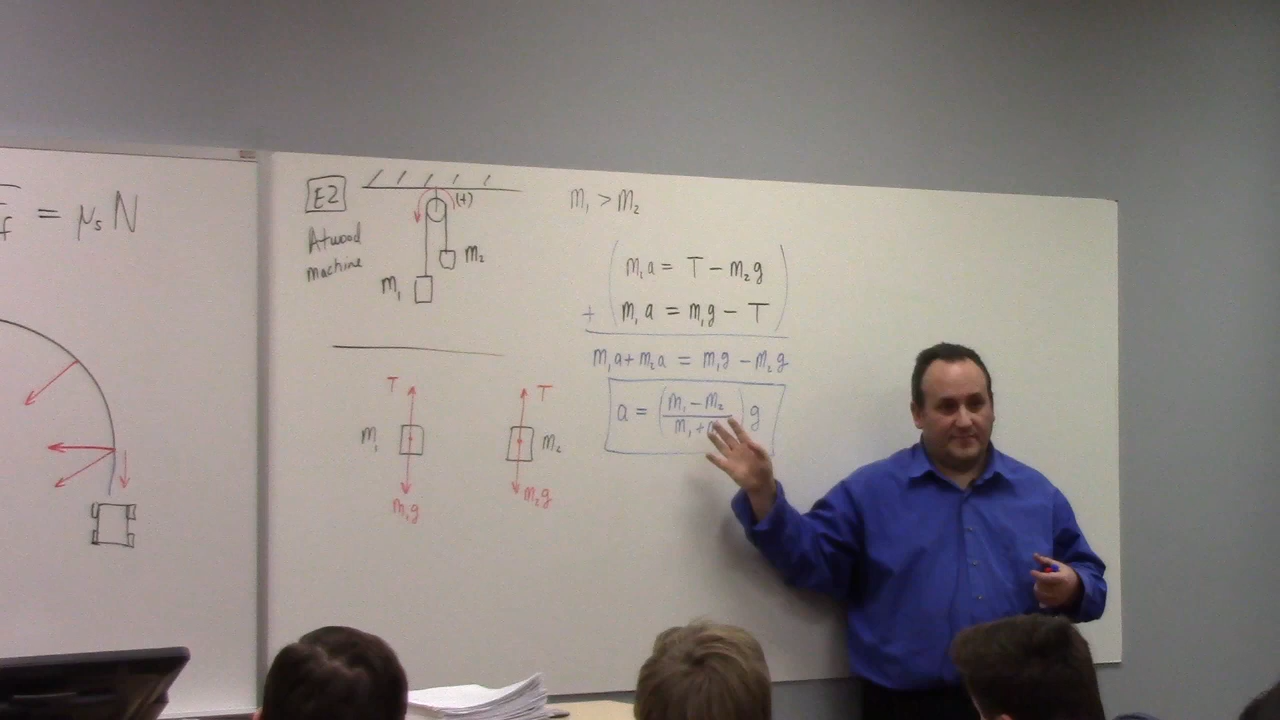 f = μₛ N
E2
Atwood
machine
(+)
m₂
m₁
m₁ > m₂
m₂a = T − m₂g
+ m₁a = m₁g − T
m₁a + m₂a = m₁g − m₂g
a = (m₁ − m₂ / m₁ +) g
T
m₁
m₁g
T
m₂
m₂g